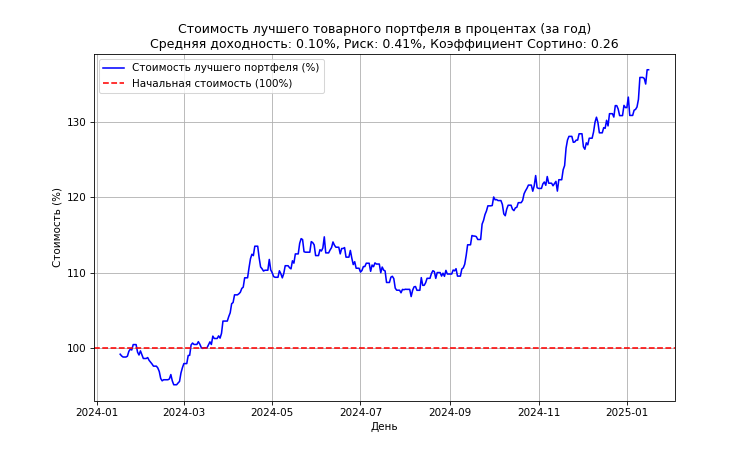 Стоимость лучшего товарного портфеля в процентах (за год)
Средняя доходность: 0.10%, Риск: 0.41%, Коэффициент Сортино: 0.26
Стоимость лучшего портфеля (%)
Начальная стоимость (100%)
Стоимость (%)
130
120
110
100
2024-01
2024-03
2024-05
2024-07
2024-09
2024-11
2025-01
День